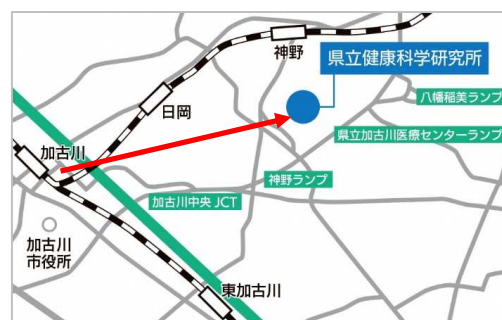 神野
県立健康科学研究所
日岡
八幡稲美ランプ
県立加古川医療センターランプ
加古川
神野ランプ
加古川中央JCT
加古川
市役所
東加古川